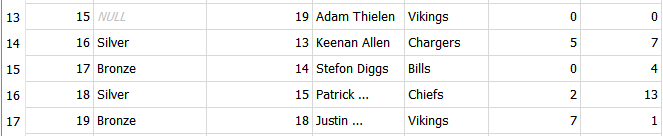 13 15 NULL 19 Adam Thielen Vikings 0 0
14 16 Silver 13 Keenan Allen Chargers 5 7
15 17 Bronze 14 Stefon Diggs Bills 0 4
16 18 Silver 15 Patrick ... Chiefs 2 13
17 19 Bronze 18 Justin ... Vikings 7 1